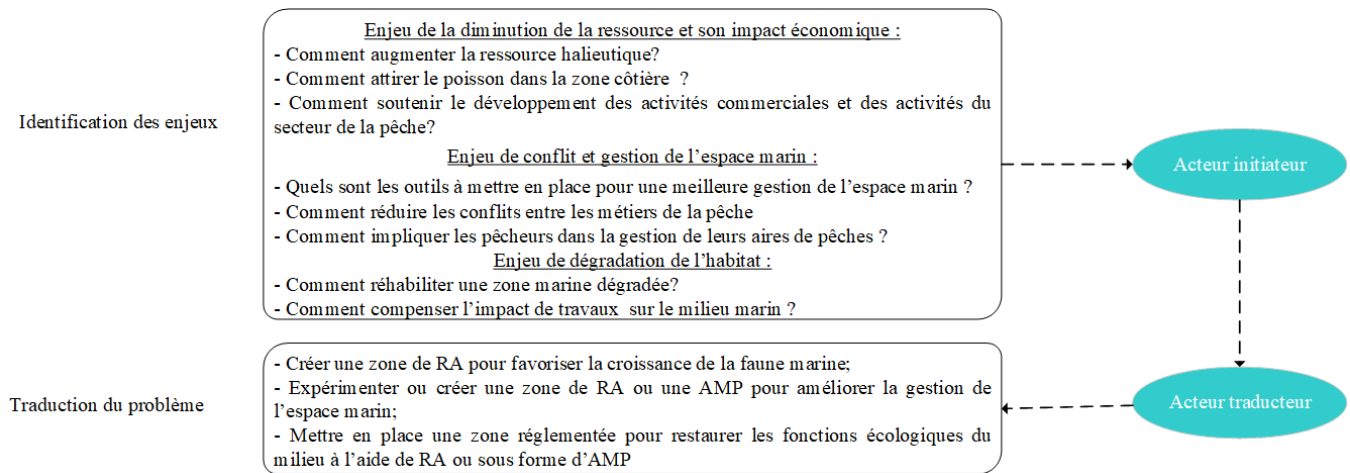 Enjeu de la diminution de la ressource et son impact économique :
- Comment augmenter la ressource halieutique?
- Comment attirer le poisson dans la zone côtière ?
- Comment soutenir le développement des activités commerciales et des activités du
secteur de la pêche?
Identification des enjeux
Enjeu de conflit et gestion de l’espace marin :
- Quels sont les outils à mettre en place pour une meilleure gestion de l’espace marin ?
- Comment réduire les conflits entre les métiers de la pêche
- Comment impliquer les pêcheurs dans la gestion de leurs aires de pêches ?
Enjeu de dégradation de l’habitat :
- Comment réhabiliter une zone marine dégradée?
- Comment compenser l’impact de travaux sur le milieu marin ?
Acteur initiateur
Acteur traducteur
Traduction du problème
- Créer une zone de RA pour favoriser la croissance de la faune marine;
- Expérimenter ou créer une zone de RA ou une AMP pour améliorer la gestion de
l’espace marin;
- Mettre en place une zone réglementée pour restaurer les fonctions écologiques du
milieu à l’aide de RA ou sous forme d’AMP